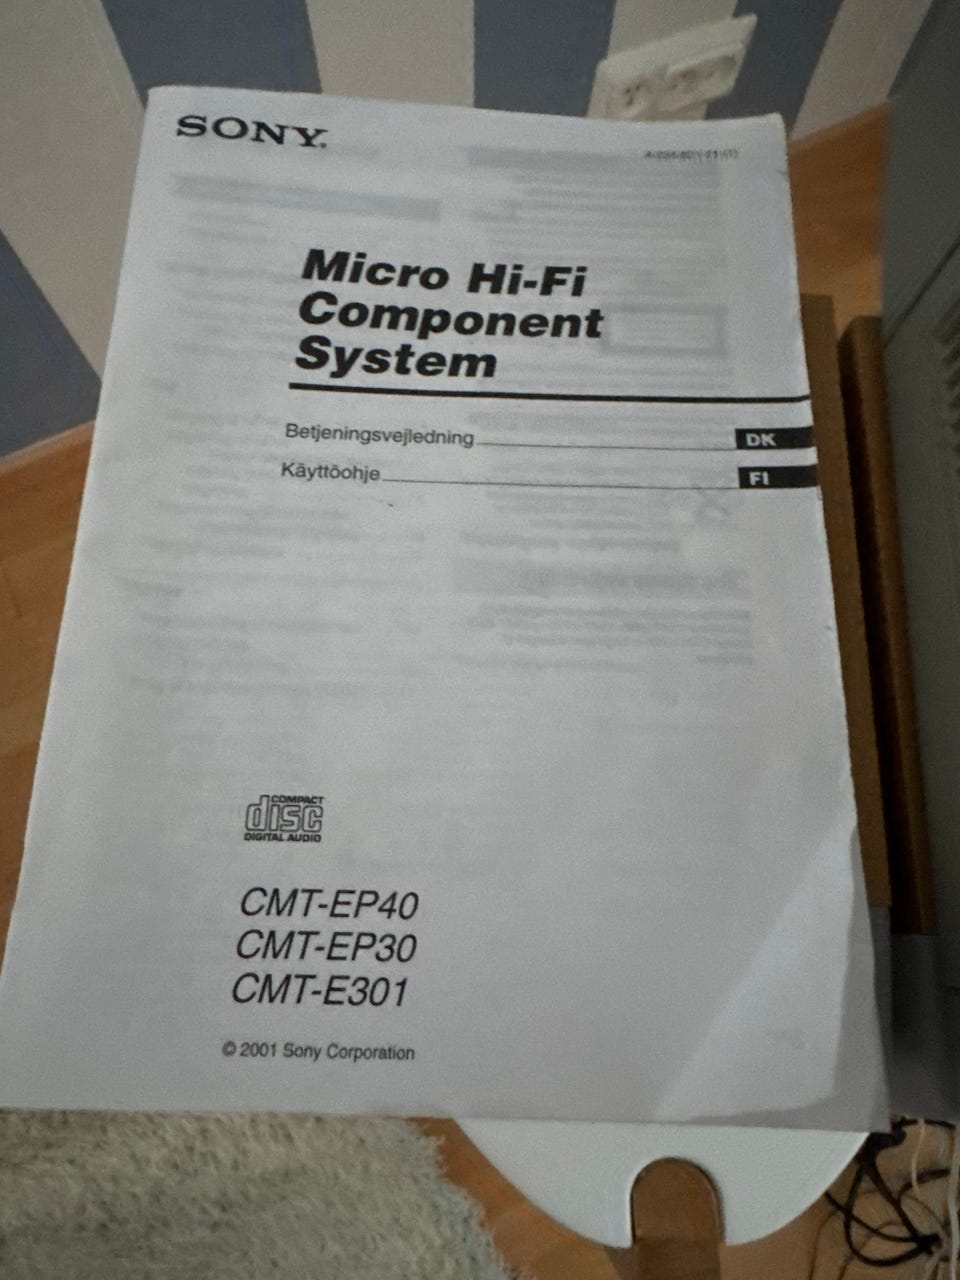 SONY®
Micro Hi-Fi
Component
System
Betjeningsvejledning DK
Käyttöohje FI
COMPACT
disc
DIGITAL AUDIO
CMT-EP40
CMT-EP30
CMT-E301
© 2001 Sony Corporation